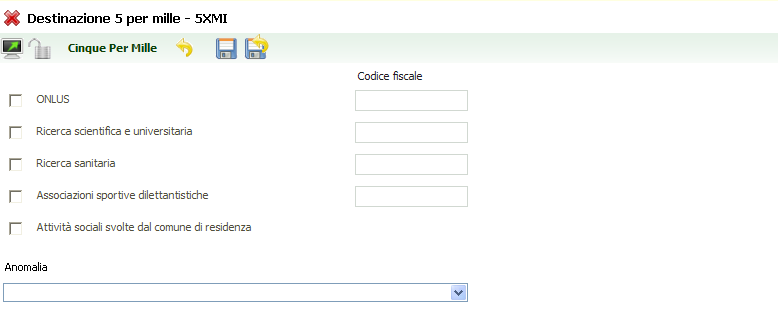 Destinazione 5 per mille - 5XMI
Cinque Per Mille
Codice fiscale
ONLUS
Ricerca scientifica e universitaria
Ricerca sanitaria
Associazioni sportive dilettantistiche
Attività sociali svolte dal comune di residenza
Anomalia